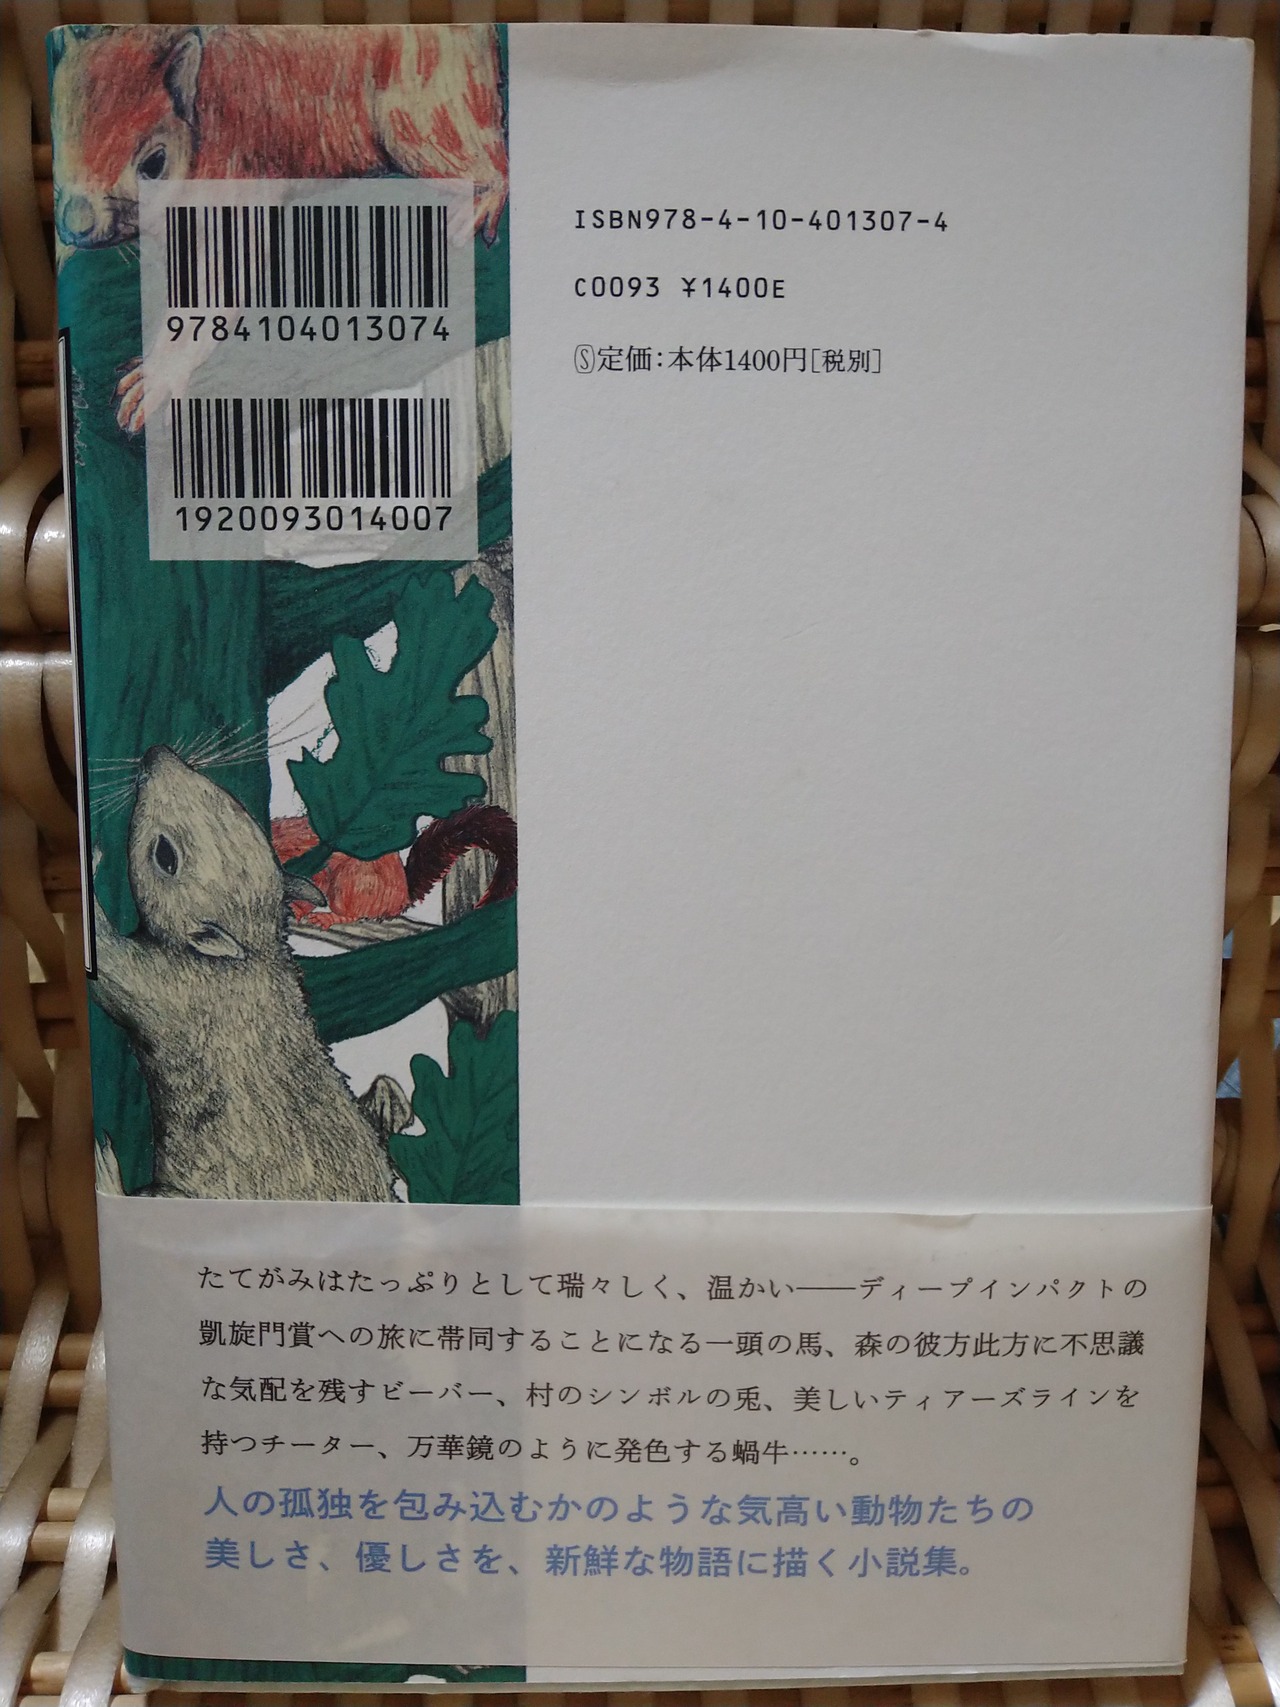 9784104013074
1920093014007
ISBN978-4-10-401307-4
C0093 ¥1400E
Ⓢ定価：本体1400円[税別]
たてがみはたっぷりとして瑞々しく、温かい――ディープインパクトの
凱旋門賞への旅に帯同することになる一頭の馬、森の彼方此方に不思議
な気配を残すビーバー、村のシンボルの兎、美しいティアーズラインを
持つチーター、万華鏡のように発色する蝸牛……。
人の孤独を包み込むかのような気高い動物たちの
美しさ、優しさを、新鮮な物語に描く小説集。